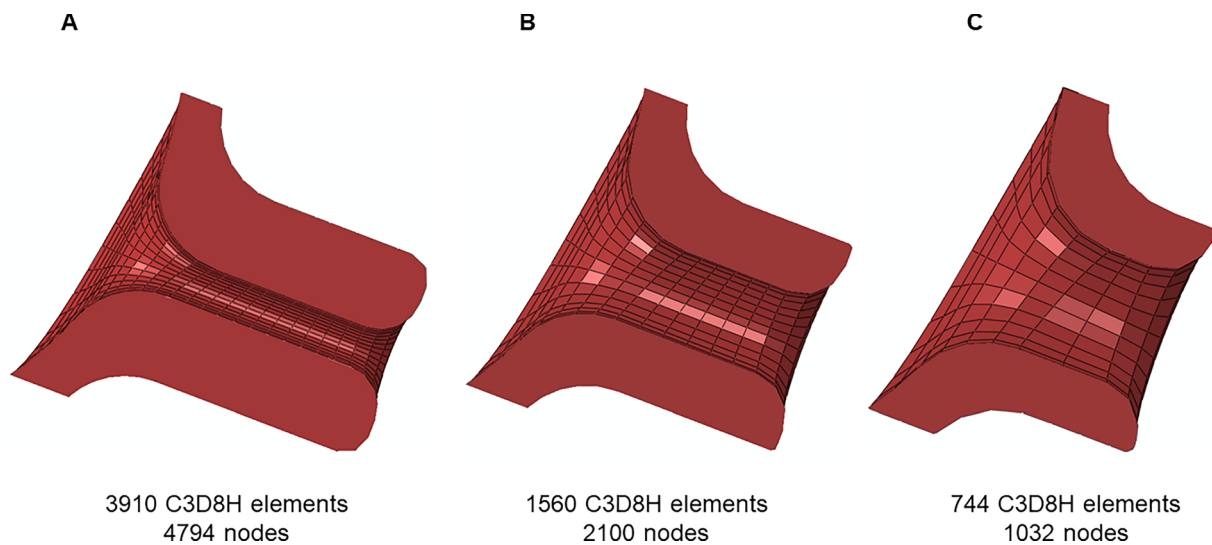 A
B
C
3910 C3D8H elements
4794 nodes
1560 C3D8H elements
2100 nodes
744 C3D8H elements
1032 nodes